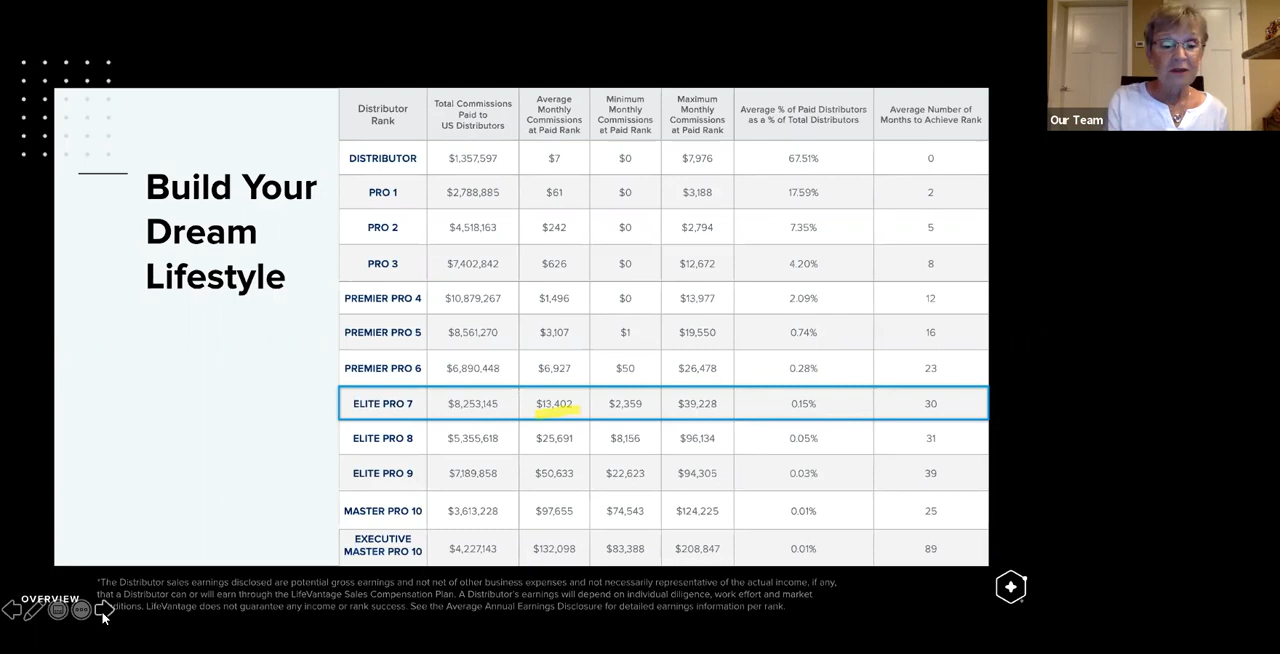 Our Team
Build Your
Dream
Lifestyle
Distributor Rank | Total Commissions Paid to US Distributors | Average Monthly Commissions at Paid Rank | Minimum Monthly Commissions at Paid Rank | Maximum Monthly Commissions at Paid Rank | Average % of Paid Distributors as a % of Total Distributors | Average Number of Months to Achieve Rank
DISTRIBUTOR $1,357,597 $7 $0 $7,976 67.51% 0
PRO 1 $2,788,885 $61 $0 $3,188 17.59% 2
PRO 2 $4,518,163 $242 $0 $2,794 7.35% 5
PRO 3 $7,402,842 $626 $0 $12,672 4.20% 8
PREMIER PRO 4 $10,879,267 $1,496 $0 $13,977 2.09% 12
PREMIER PRO 5 $8,561,270 $3,107 $1 $19,550 0.74% 16
PREMIER PRO 6 $6,890,448 $6,927 $50 $26,478 0.28% 23
ELITE PRO 7 $8,253,145 $13,402 $2,359 $39,228 0.15% 30
ELITE PRO 8 $5,355,618 $25,691 $8,156 $96,134 0.05% 31
ELITE PRO 9 $7,189,858 $50,633 $22,623 $94,305 0.03% 39
MASTER PRO 10 $3,613,228 $97,655 $74,543 $124,225 0.01% 25
EXECUTIVE MASTER PRO 10 $4,227,143 $132,098 $83,388 $208,847 0.01% 89
*The Distributor sales earnings disclosed are potential gross earnings and not net of other business expenses and not necessarily representative of the actual income, if any,
that a Distributor can or will earn through the LifeVantage Sales Compensation Plan. A Distributor's earnings will depend on individual diligence, work effort and market
LifeVantage does not guarantee any income or rank success. See the Average Annual Earnings Disclosure for detailed earnings information per rank.
OVERVIEW